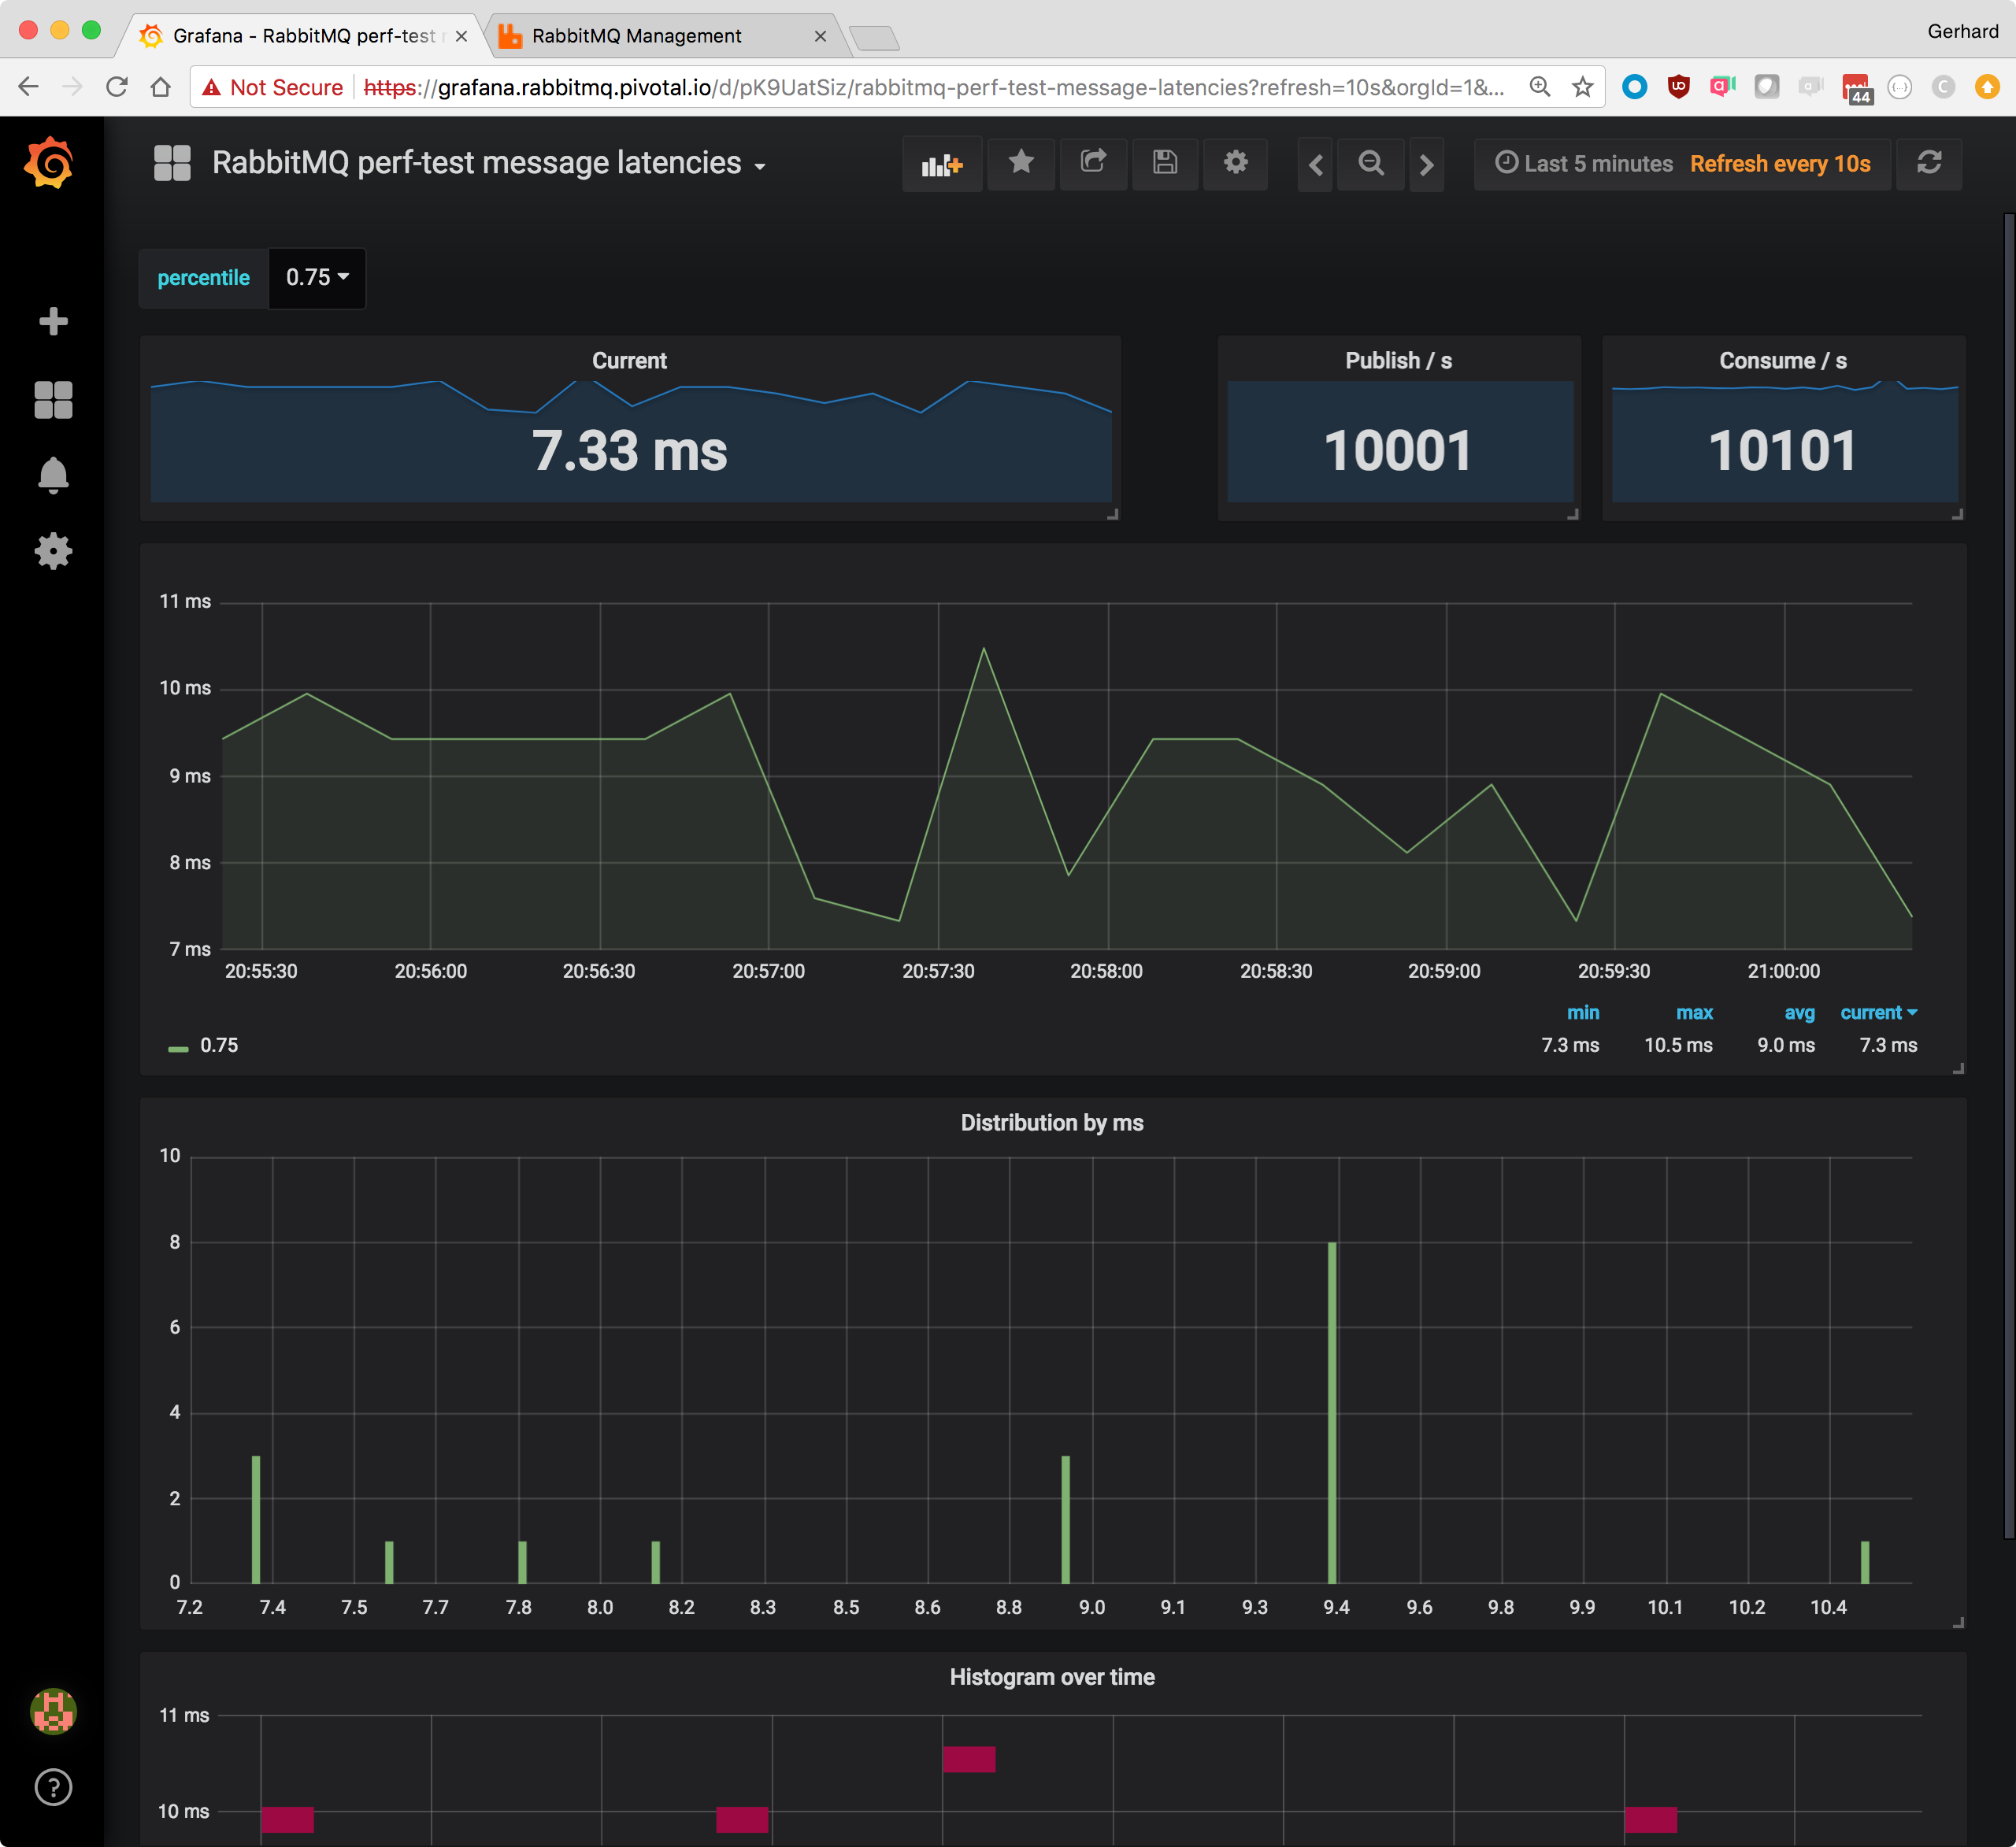 Gerhard
Grafana - RabbitMQ perf-test
RabbitMQ Management
Not Secure https://grafana.rabbitmq.pivotal.io/d/pK9UatSiz/rabbitmq-perf-test-message-latencies?refresh=10s&orgId=1&...
44
RabbitMQ perf-test message latencies
Last 5 minutes Refresh every 10s
percentile 0.75
Current
7.33 ms
Publish / s
10001
Consume / s
10101
11 ms
10 ms
9 ms
8 ms
7 ms
20:55:30 20:56:00 20:56:30 20:57:00 20:57:30 20:58:00 20:58:30 20:59:00 20:59:30 21:00:00
min max avg current
0.75 7.3 ms 10.5 ms 9.0 ms 7.3 ms
Distribution by ms
10
8
6
4
2
0
7.2 7.4 7.5 7.7 7.8 8.0 8.2 8.3 8.5 8.6 8.8 9.0 9.1 9.3 9.4 9.6 9.8 9.9 10.1 10.2 10.4
Histogram over time
11 ms
10 ms